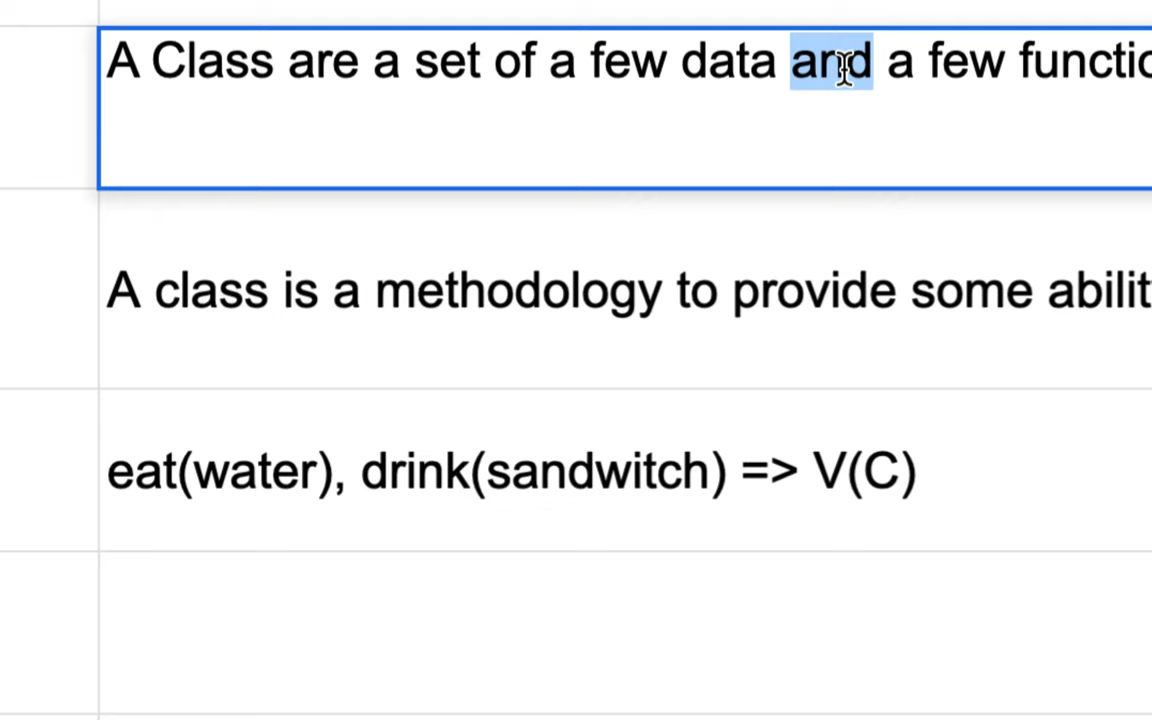 A Class are a set of a few data and a few functic
A class is a methodology to provide some abilit
eat(water), drink(sandwitch) => V(C)